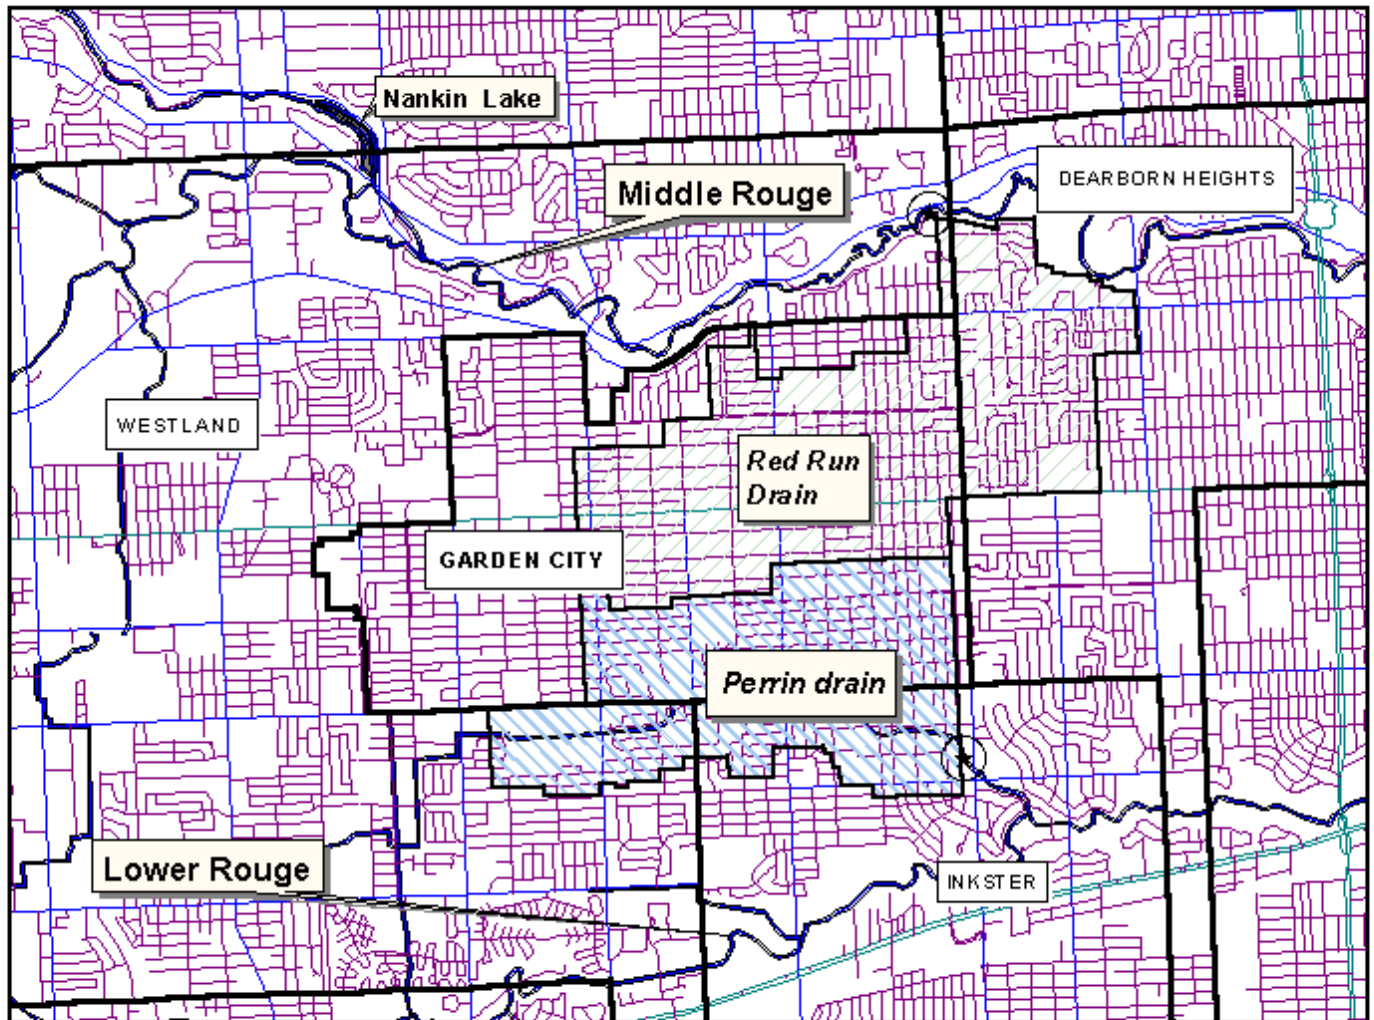 Nankin Lake
Middle Rouge
DEARBORN HEIGHTS
WESTLAND
Red Run
Drain
GARDEN CITY
Perrin drain
Lower Rouge
INKSTER